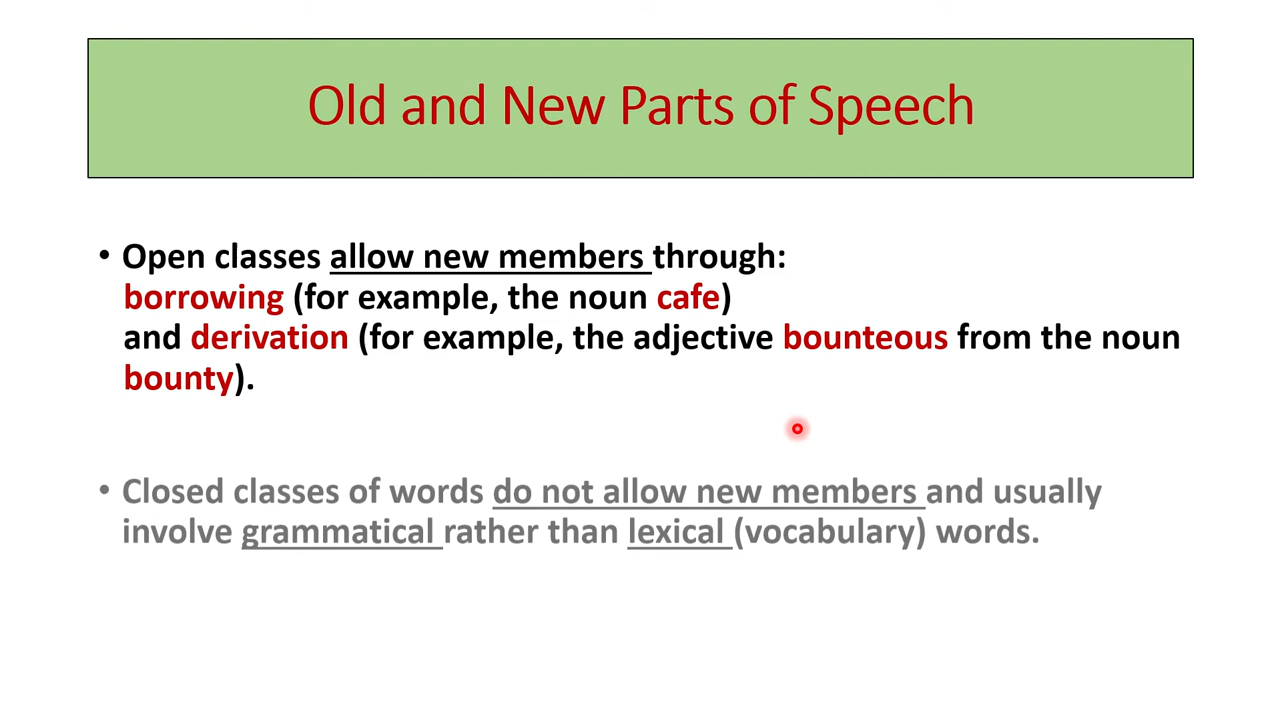 Old and New Parts of Speech
• Open classes allow new members through:
borrowing (for example, the noun cafe)
and derivation (for example, the adjective bounteous from the noun
bounty).
• Closed classes of words do not allow new members and usually
involve grammatical rather than lexical (vocabulary) words.